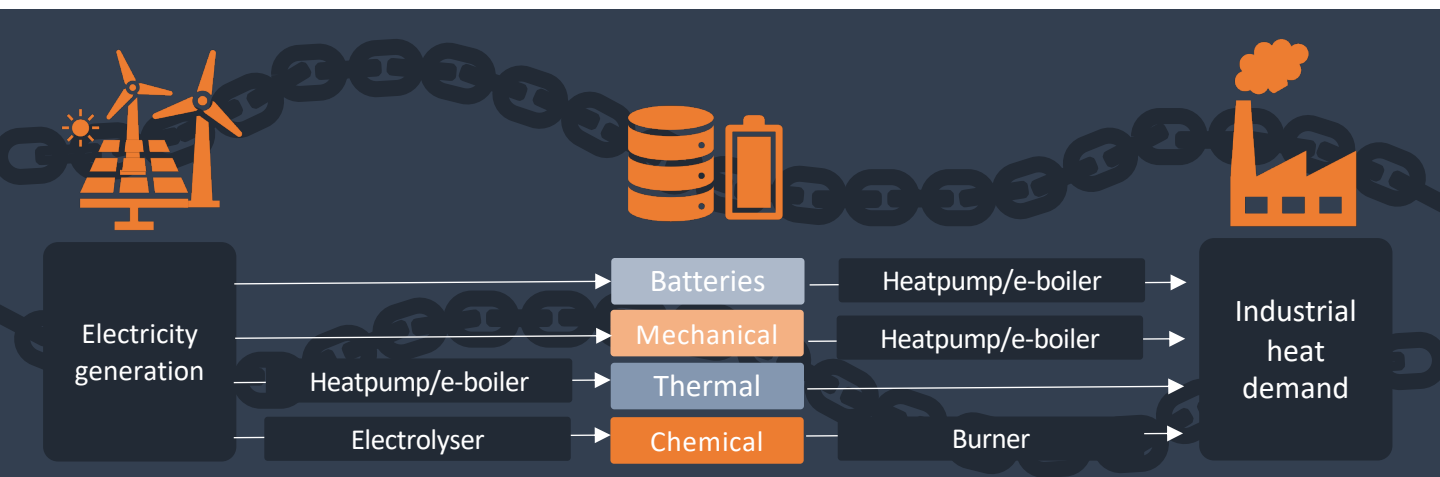 Electricity
generation
Batteries
Heatpump/e-boiler
Mechanical
Heatpump/e-boiler
Heatpump/e-boiler
Thermal
Electrolyser
Chemical
Burner
Industrial
heat
demand